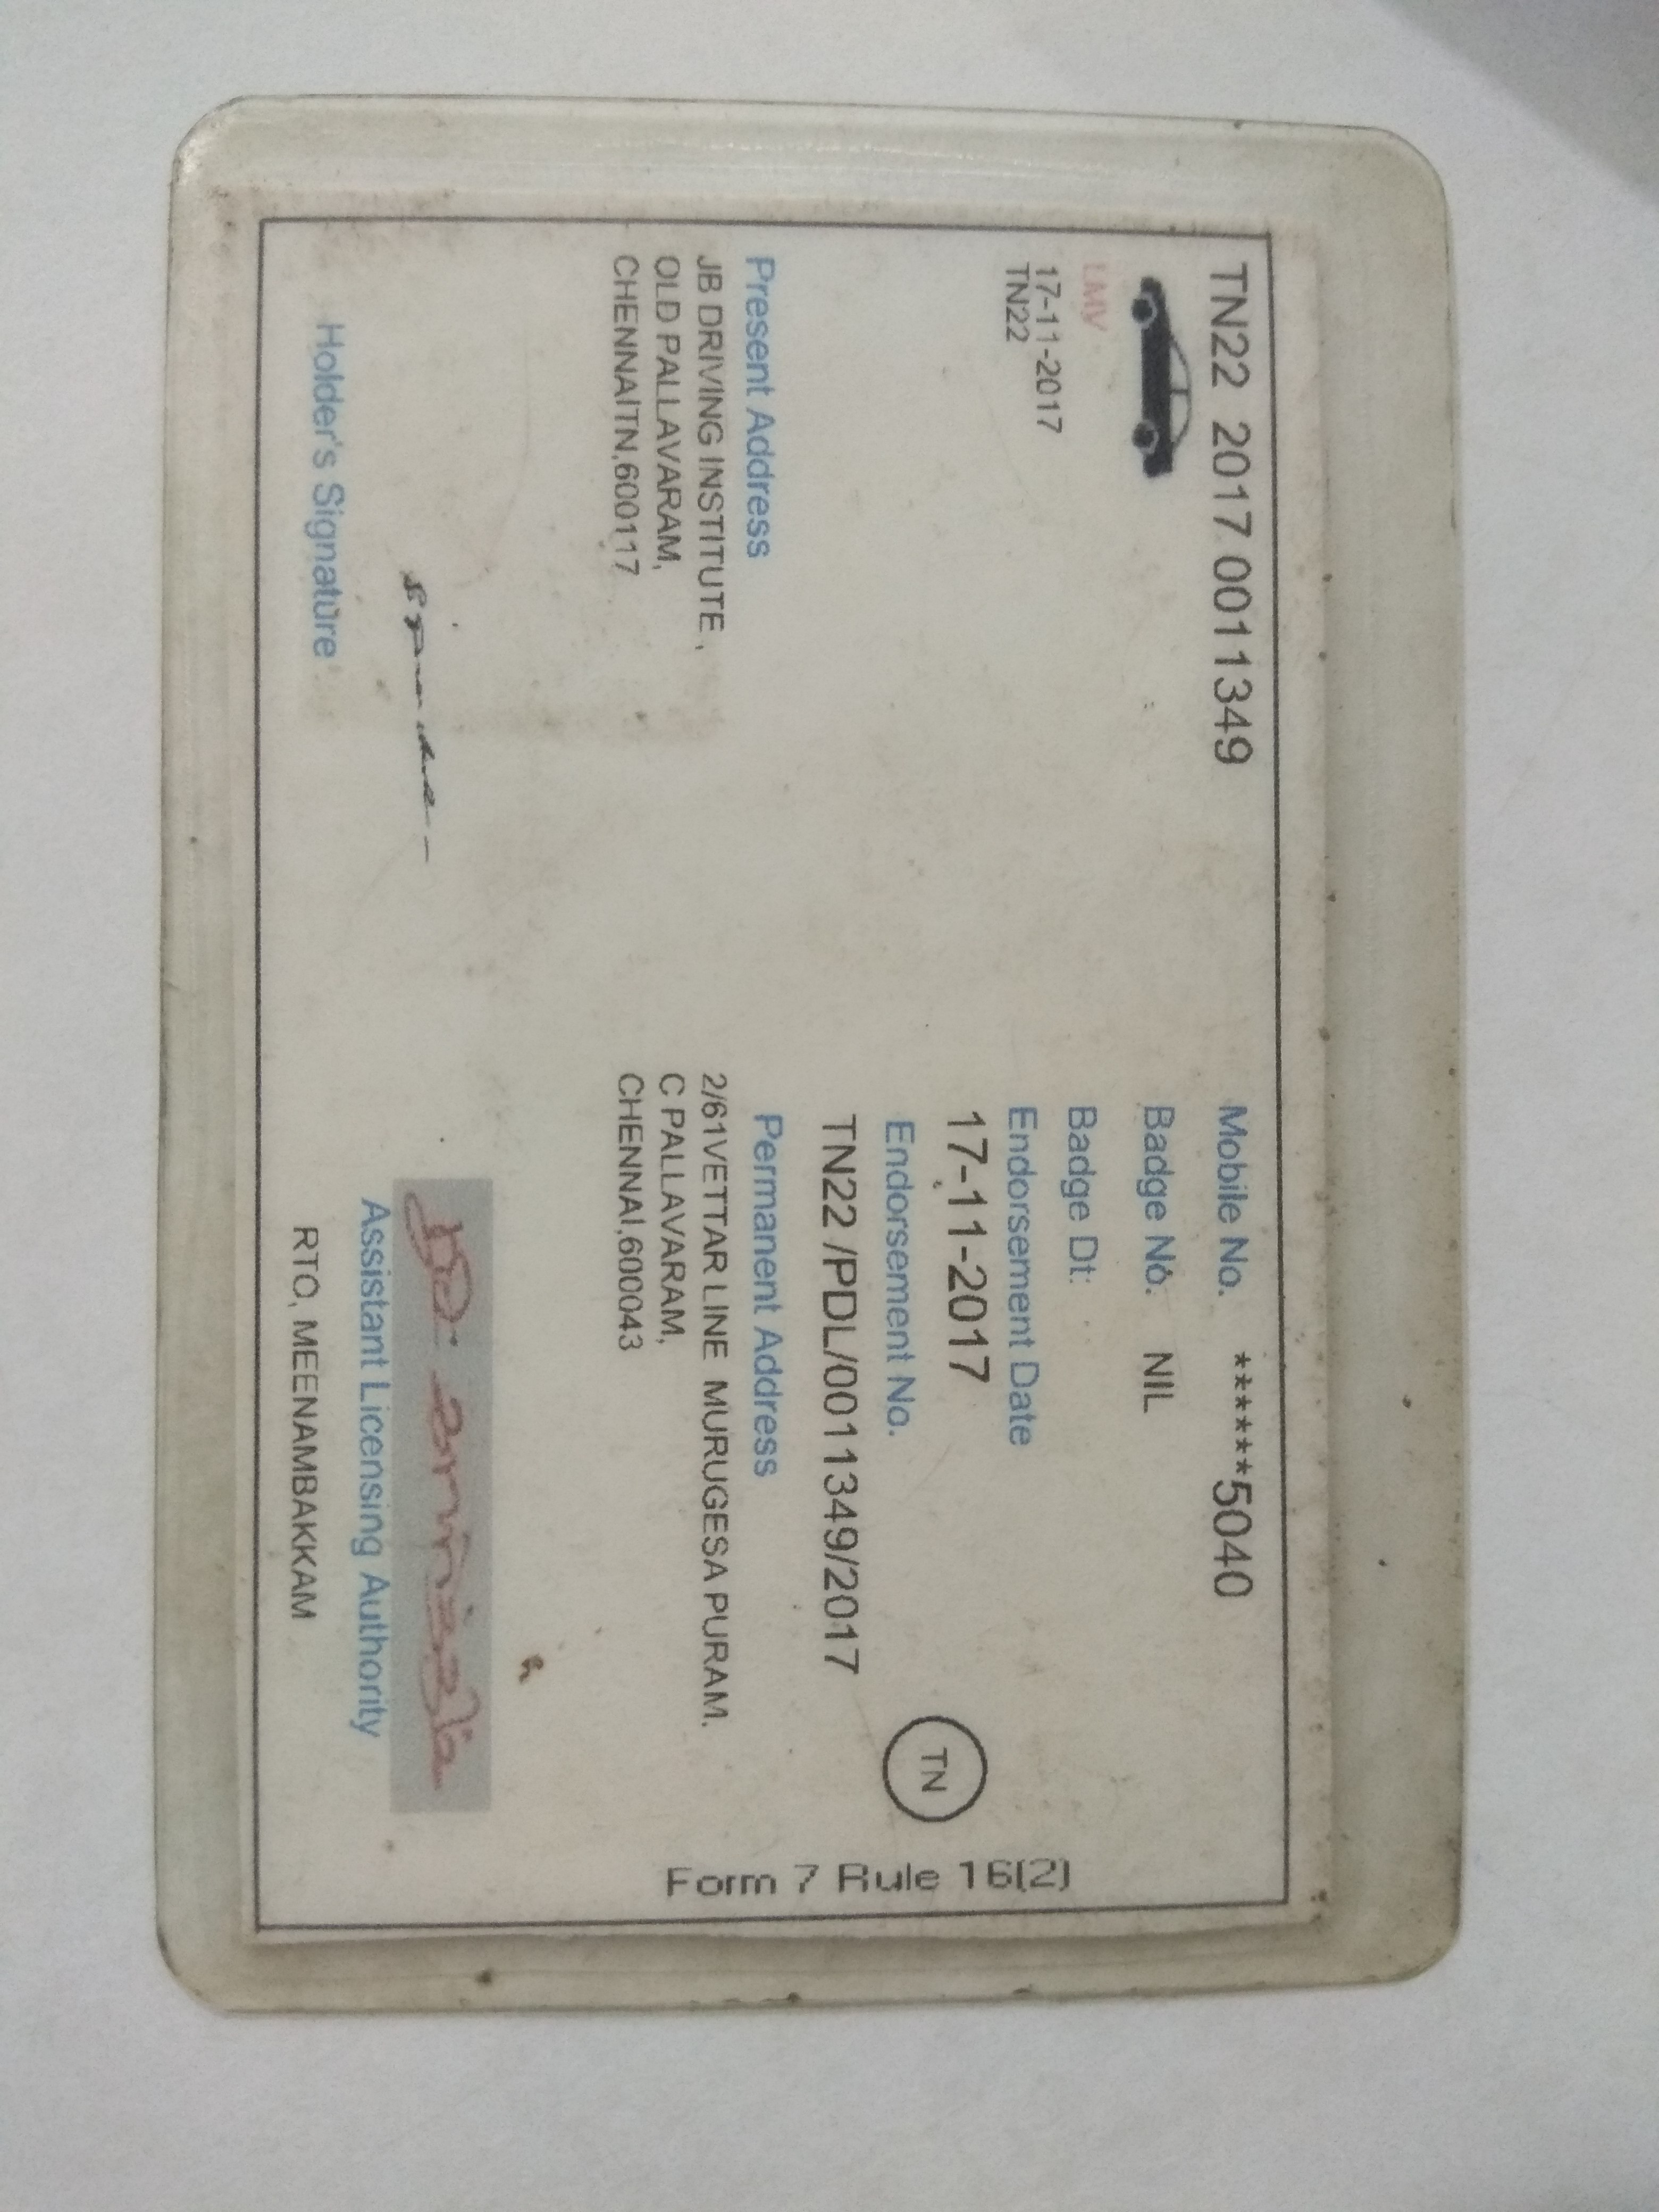 TN22 2017 0011349
LMV
17-11-2017
TN22
Mobile No. ******5040
Badge No. NIL
Badge Dt:
Endorsement Date
17-11-2017
Endorsement No.
TN22 /PDL/0011349/2017
TN
Form 7 Rule 16(2)
Present Address
JB DRIVING INSTITUTE ,
OLD PALLAVARAM,
CHENNAITN,600117
Permanent Address
2/61VETTAR LINE MURUGESA PURAM.
C PALLAVARAM,
CHENNAI,600043
Holder's Signature
Assistant Licensing Authority
RTO, MEENAMBAKKAM